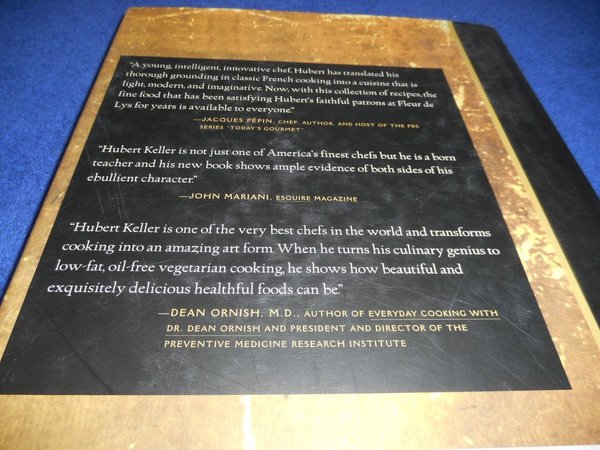 "A young, intelligent, innovative chef, Hubert has translated his
thorough grounding in classic French cooking into a cuisine that is
light, modern, and imaginative. Now, with this collection of recipes, the
fine food that has been satisfying Hubert's faithful patrons at Fleur de
Lys for years is available to everyone."
—JACQUES PÉPIN, CHEF, AUTHOR, AND HOST OF THE PBS
SERIES "TODAY'S GOURMET"
"Hubert Keller is not just one of America's finest chefs but he is a born
teacher and his new book shows ample evidence of both sides of his
ebullient character."
—JOHN MARIANI, ESQUIRE MAGAZINE
"Hubert Keller is one of the very best chefs in the world and transforms
cooking into an amazing art form. When he turns his culinary genius to
low-fat, oil-free vegetarian cooking, he shows how beautiful and
exquisitely delicious healthful foods can be."
—DEAN ORNISH, M.D., AUTHOR OF EVERYDAY COOKING WITH
DR. DEAN ORNISH AND PRESIDENT AND DIRECTOR OF THE
PREVENTIVE MEDICINE RESEARCH INSTITUTE